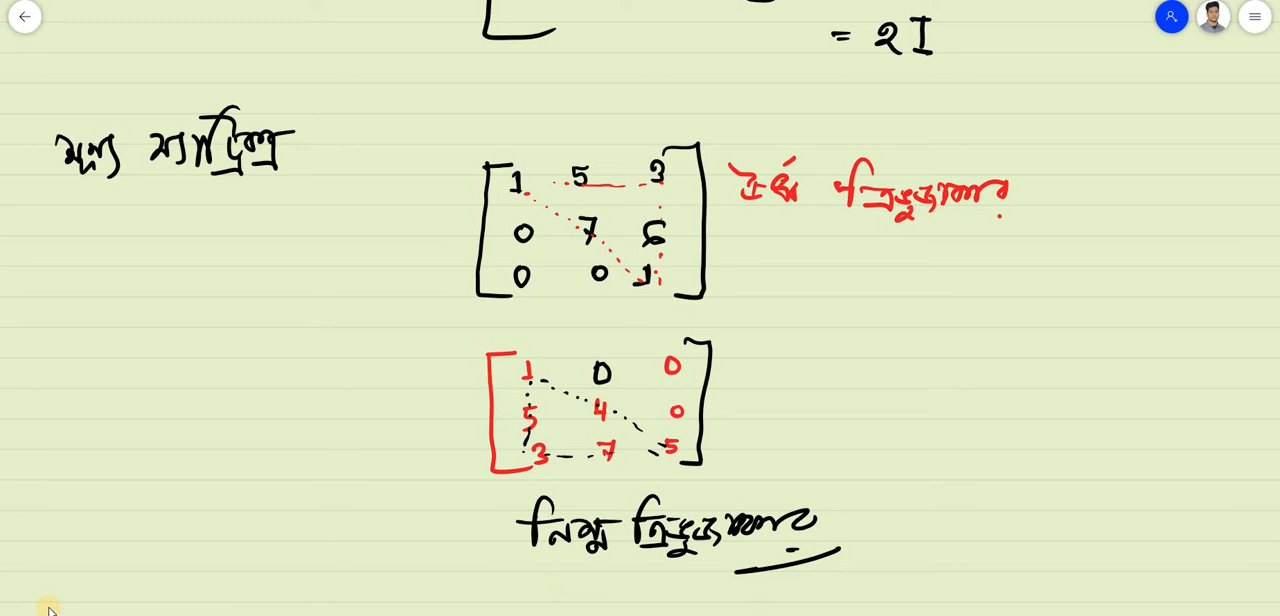 = 2I
শূন্য ম্যাট্রিক্স
1 5 3
0 7 6
0 0 1
ঊর্ধ্ব ত্রিভুজাকার
1 0 0
5 4 0
3 7 5
নিম্ন ত্রিভুজাকার